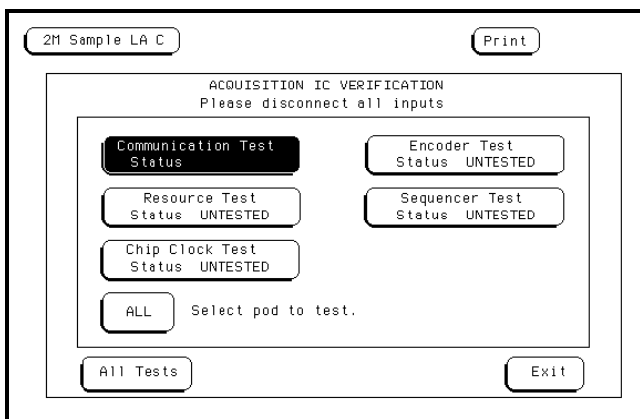 2M Sample LA C
Print
ACQUISITION IC VERIFICATION
Please disconnect all inputs
Communication Test
Status
Encoder Test
Status UNTESTED
Resource Test
Status UNTESTED
Sequencer Test
Status UNTESTED
Chip Clock Test
Status UNTESTED
ALL
Select pod to test.
All Tests
Exit